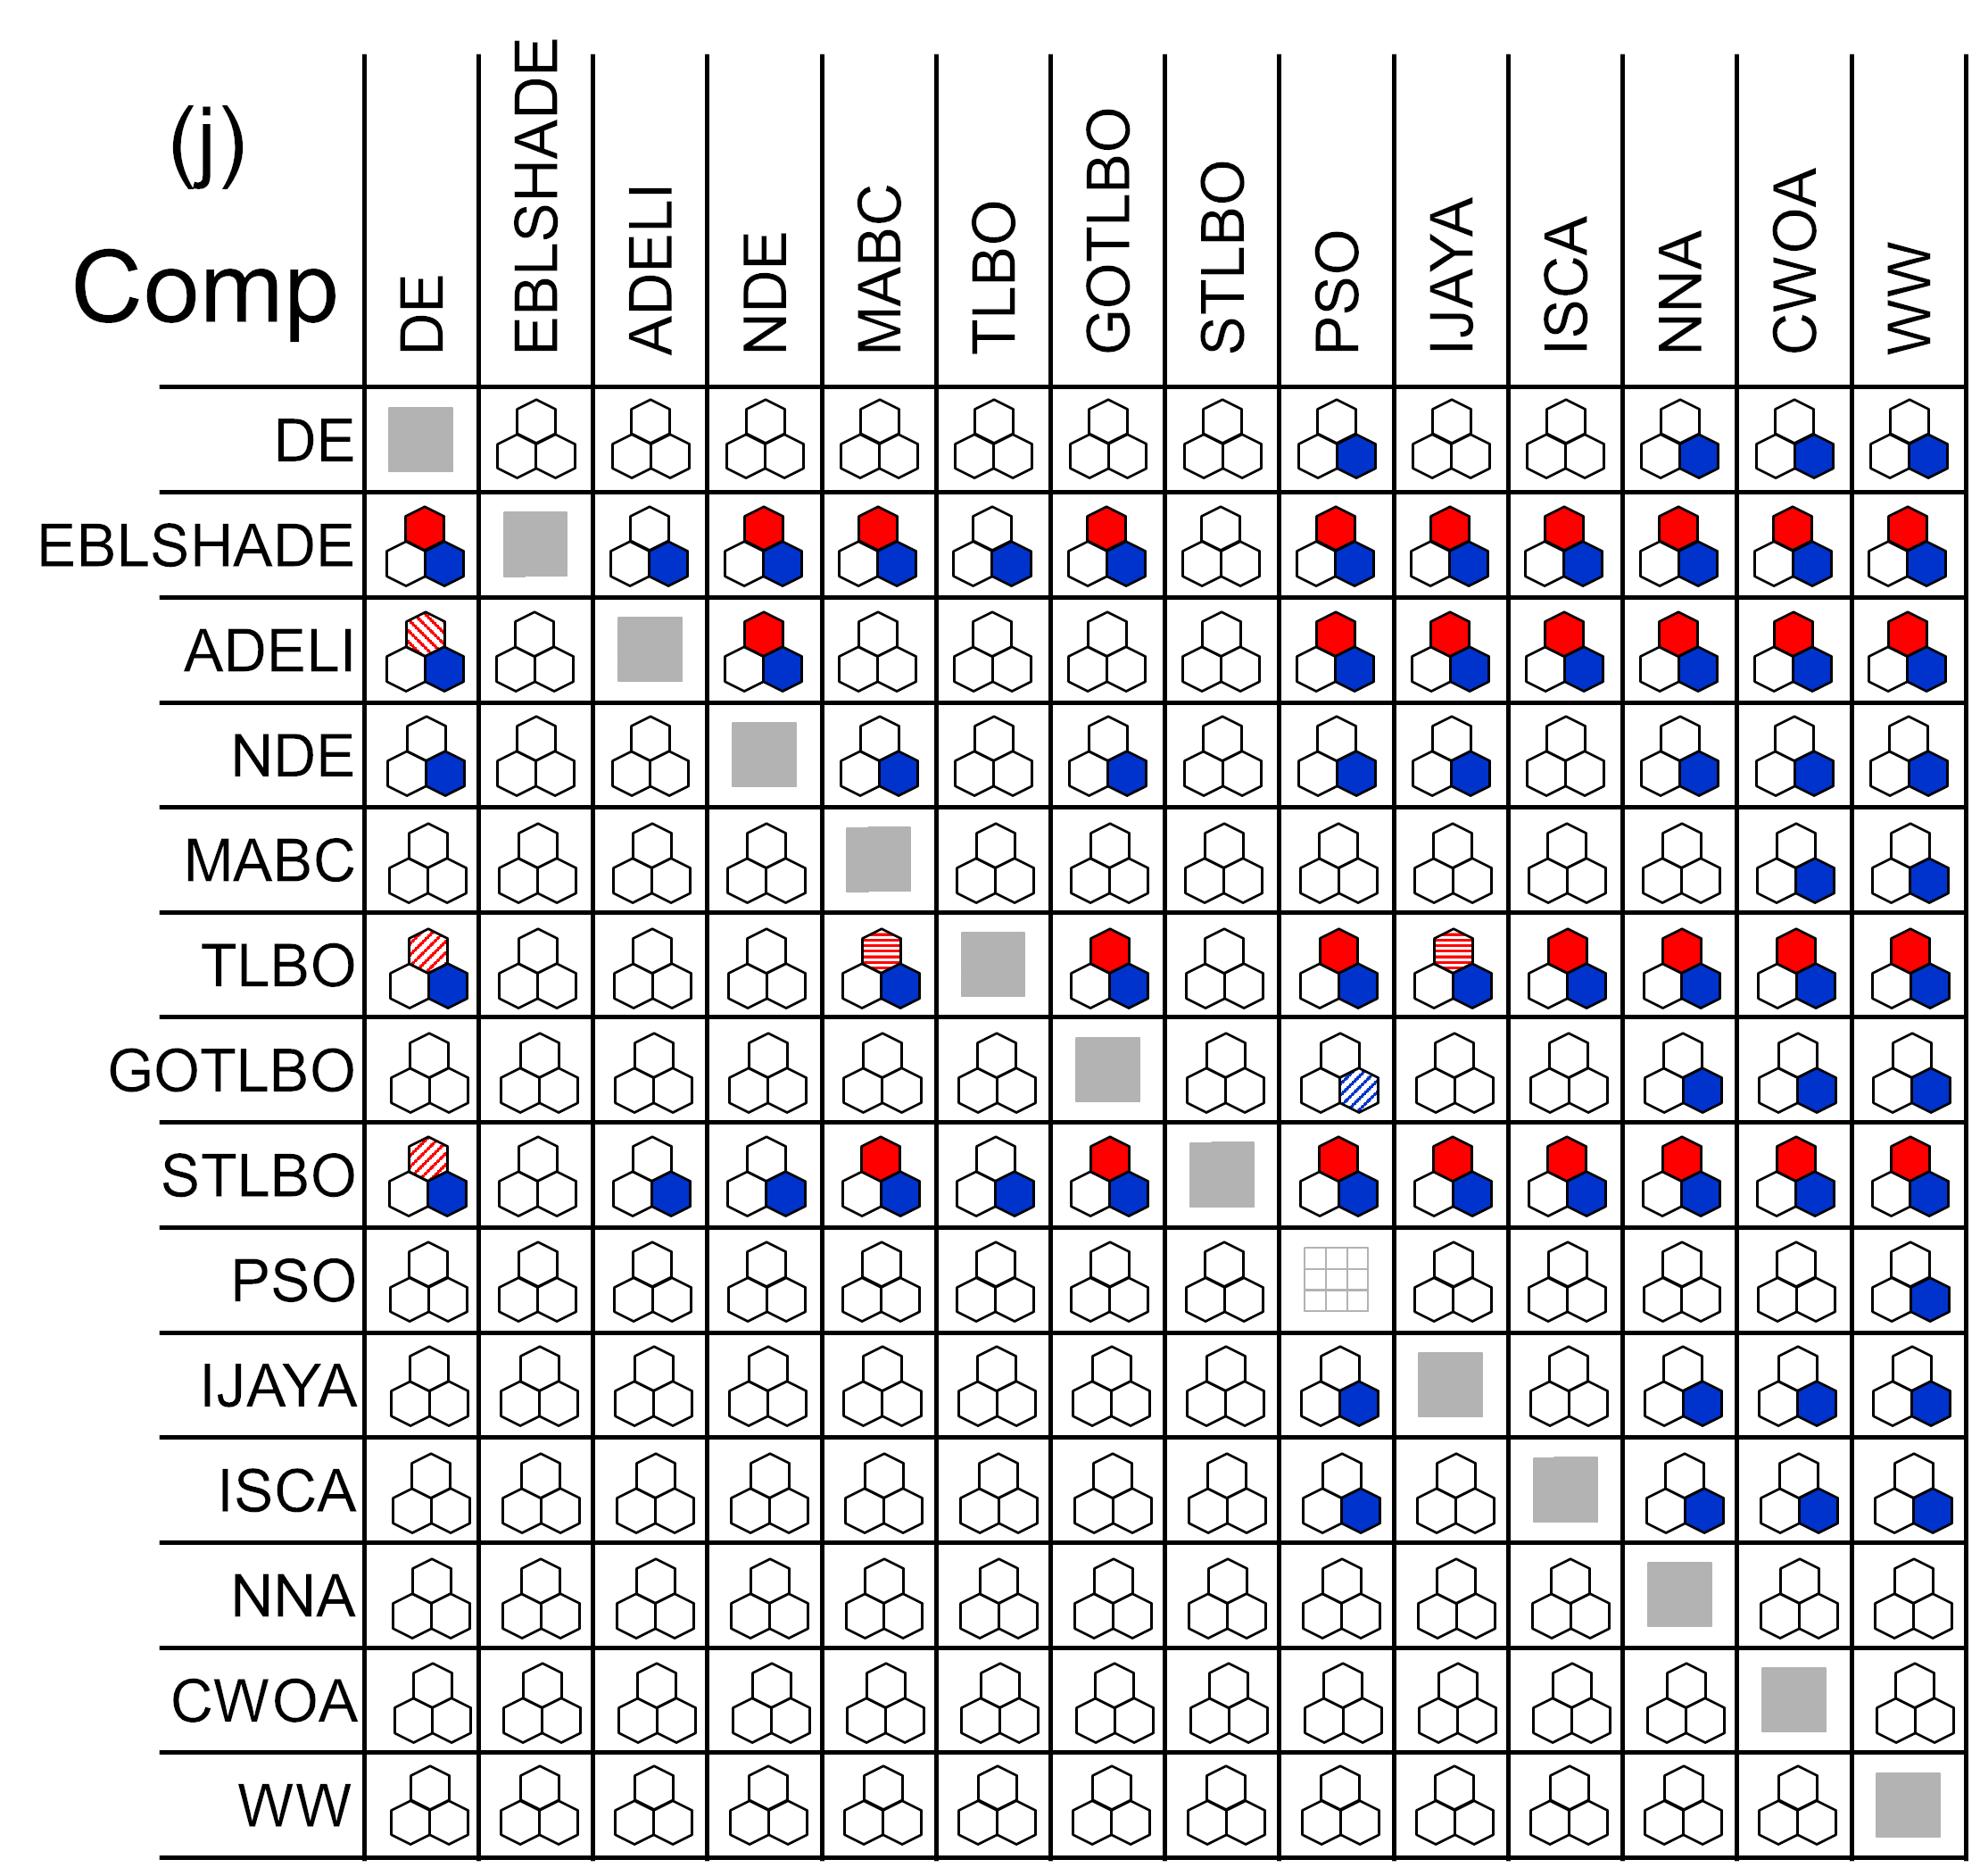 (j)
Comp
DE
EBLSHADE
ADELI
NDE
MABC
TLBO
GOTLBO
STLBO
PSO
IJAYA
ISCA
NNA
CWOA
WW
DE
EBLSHADE
ADELI
NDE
MABC
TLBO
GOTLBO
STLBO
PSO
IJAYA
ISCA
NNA
CWOA
WW